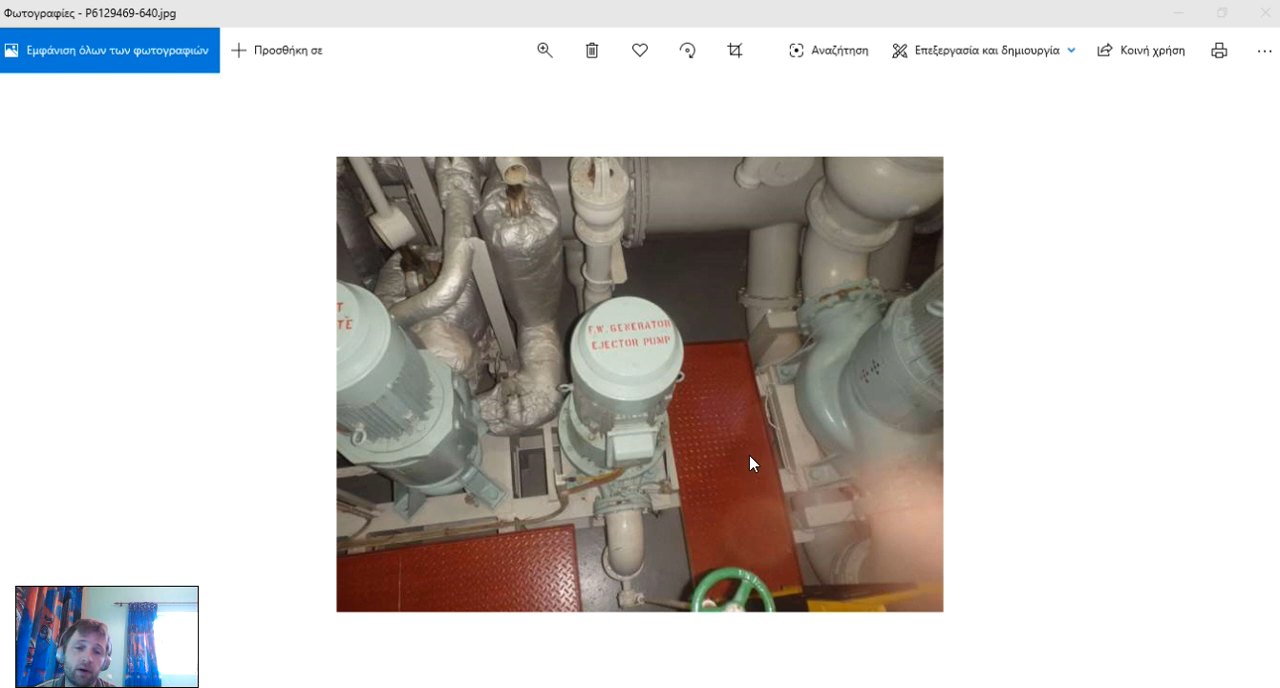 Φωτογραφίες - P6129469-640.jpg
Εμφάνιση όλων των φωτογραφιών
Προσθήκη σε
Αναζήτηση
Επεξεργασία και δημιουργία
Κοινή χρήση
T
TE
F.W. GENERATOR
EJECTOR PUMP